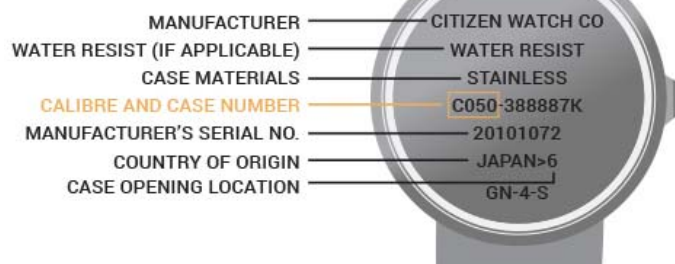 MANUFACTURER CITIZEN WATCH CO
WATER RESIST (IF APPLICABLE) WATER RESIST
CASE MATERIALS STAINLESS
CALIBRE AND CASE NUMBER C050-388887K
MANUFACTURER'S SERIAL NO. 20101072
COUNTRY OF ORIGIN JAPAN>6
CASE OPENING LOCATION
GN-4-S